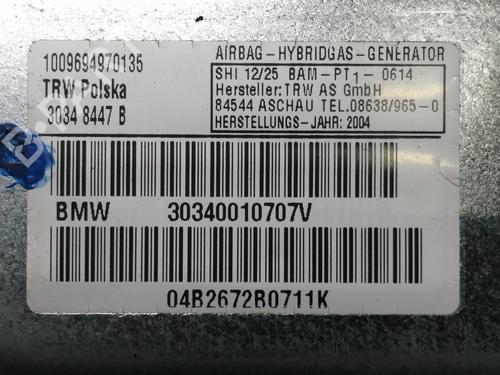 1009694970135
TRW Polska
3034 8447 B
AIRBAG-HYBRIDGAS-GENERATOR
SHI 12/25 BAM-PT1-0614
Hersteller:TRW AS GmbH
84544 ASCHAU TEL.08638/965-0
HERSTELLUNGS-JAHR:2004
BMW 30340010707V
04B2672B0711K